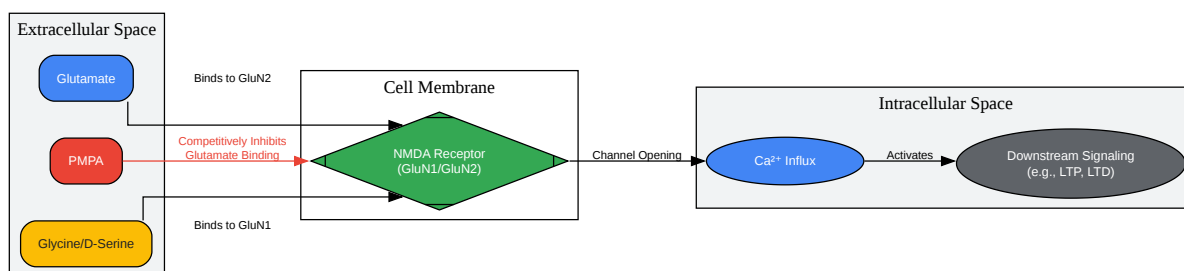 Extracellular Space
Glutamate
Binds to GluN2
Cell Membrane
Intracellular Space
PMPA
Competitively Inhibits
Glutamate Binding
NMDA Receptor
(GluN1/GluN2)
Channel Opening
Ca²⁺ Influx
Activates
Downstream Signaling
(e.g., LTP, LTD)
Glycine/D-Serine
Binds to GluN1